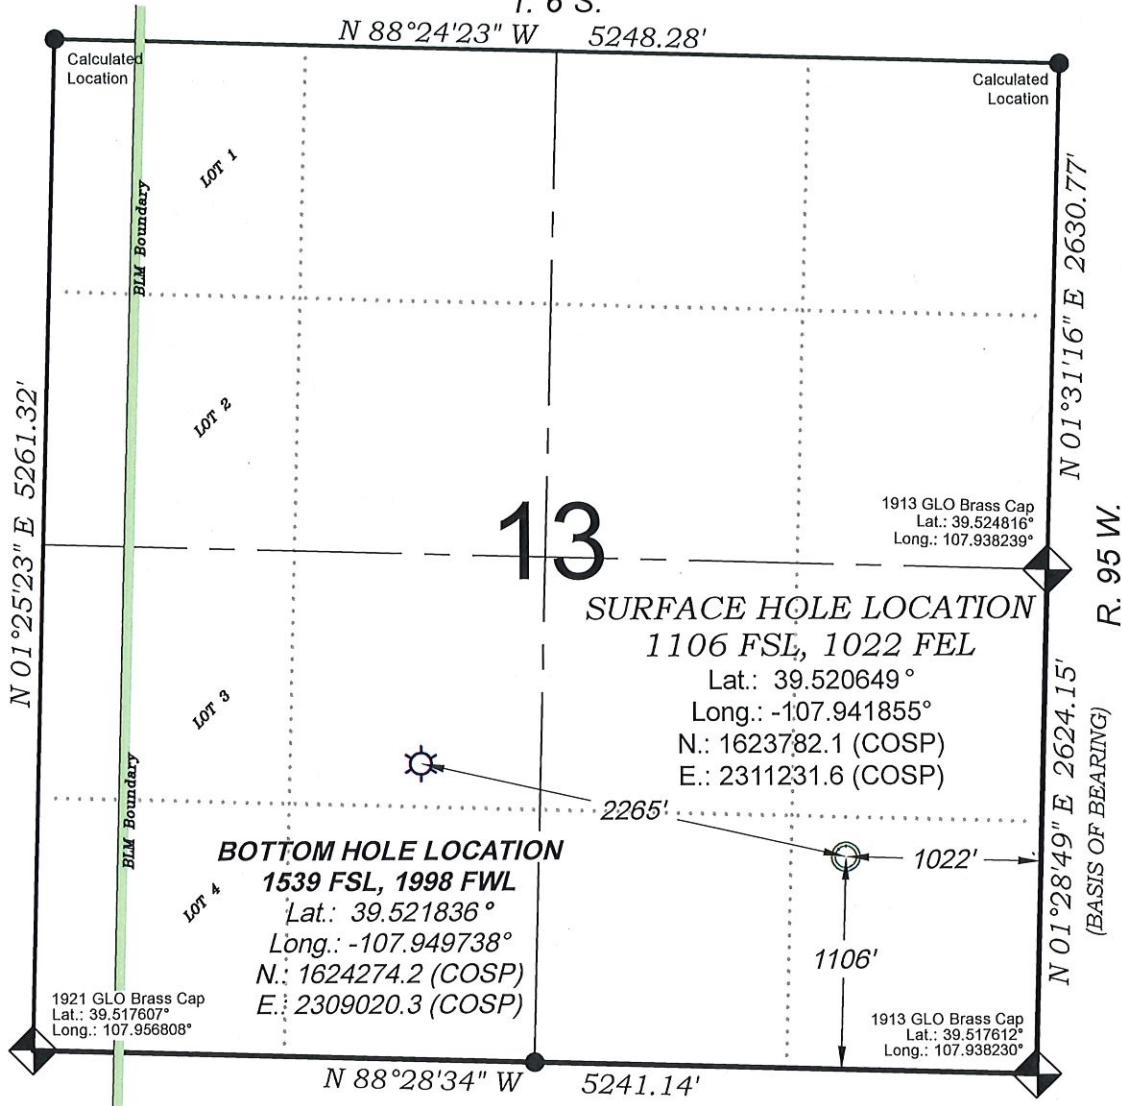 T. 6 S.
N 88°24'23" W 5248.28'
Calculated
Location
Calculated
Location
LOT 1
BLM Boundary
N 01°31'16" E 2630.77'
LOT 2
N 01°25'23" E 5261.32'
13
1913 GLO Brass Cap
Lat.: 39.524816°
Long.: 107.938239°
R. 95 W.
SURFACE HOLE LOCATION
1106 FSL, 1022 FEL
Lat.: 39.520649°
Long.: -107.941855°
N.: 1623782.1 (COSP)
E.: 2311231.6 (COSP)
LOT 3
N 01°28'49" E 2624.15'
(BASIS OF BEARING)
BLM Boundary
2265'
1022'
BOTTOM HOLE LOCATION
1539 FSL, 1998 FWL
Lat.: 39.521836°
Long.: -107.949738°
N.: 1624274.2 (COSP)
E.: 2309020.3 (COSP)
LOT 4
1106'
1921 GLO Brass Cap
Lat.: 39.517607°
Long.: 107.956808°
1913 GLO Brass Cap
Lat.: 39.517612°
Long.: 107.938230°
N 88°28'34" W 5241.14'